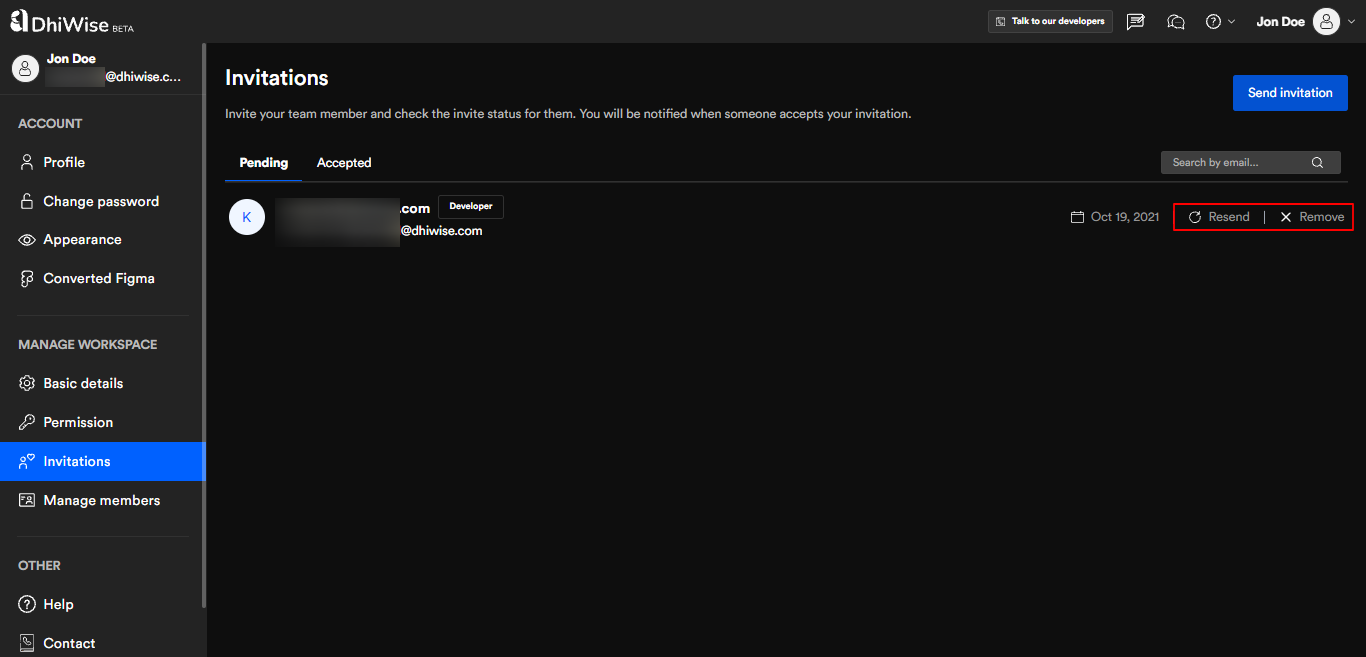 DhiWise BETA
Talk to our developers
Jon Doe
Jon Doe
@dhiwise.c...
ACCOUNT
Profile
Change password
Appearance
Converted Figma
MANAGE WORKSPACE
Basic details
Permission
Invitations
Manage members
OTHER
Help
Contact
Invitations
Send invitation
Invite your team member and check the invite status for them. You will be notified when someone accepts your invitation.
Pending Accepted
Search by email...
K
.com Developer
@dhiwise.com
Oct 19, 2021 Resend | Remove